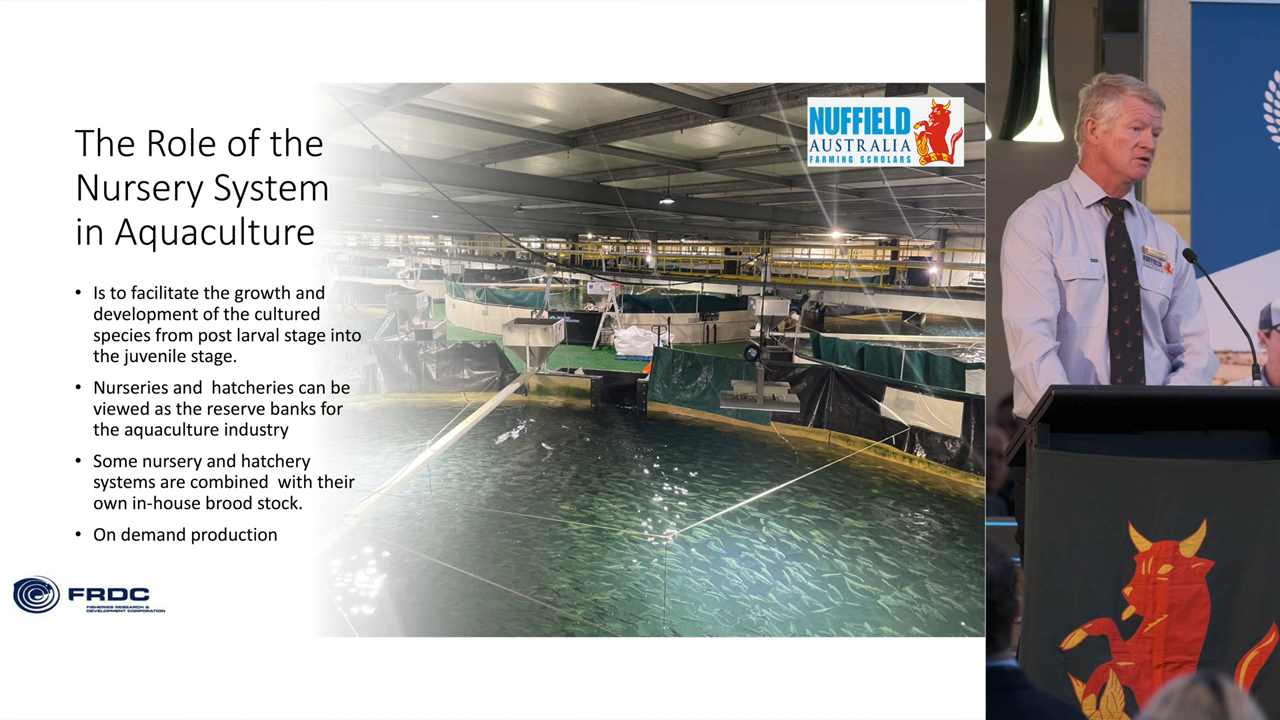 The Role of the
Nursery System
in Aquaculture
• Is to facilitate the growth and
development of the cultured
species from post larval stage into
the juvenile stage.
• Nurseries and  hatcheries can be
viewed as the reserve banks for
the aquaculture industry
• Some nursery and hatchery
systems are combined  with their
own in-house brood stock.
• On demand production
FRDC
FISHERIES RESEARCH &
DEVELOPMENT CORPORATION
NUFFIELD
AUSTRALIA
FARMING SCHOLARS
NUFFIELD